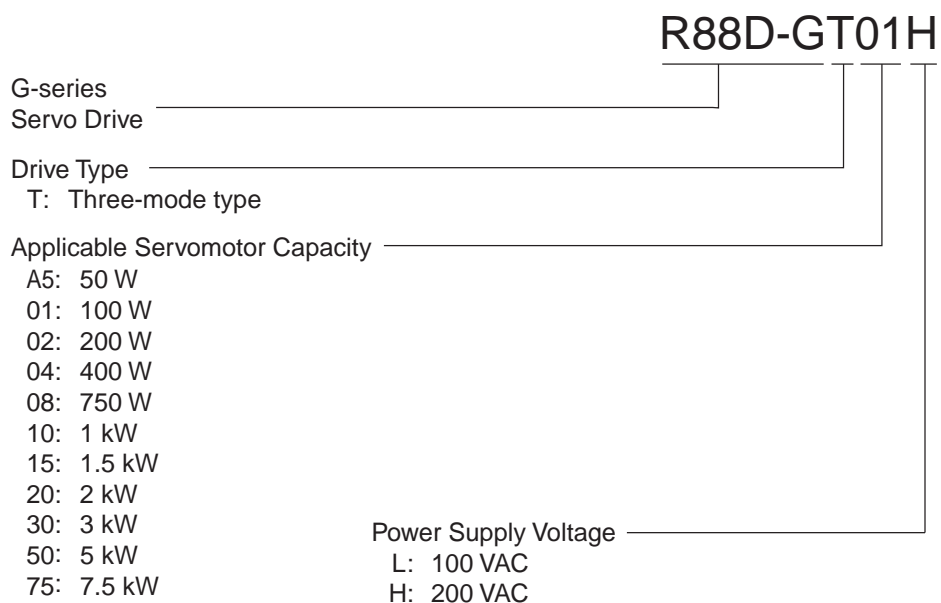 R88D-GT01H
G-series
Servo Drive
Drive Type
T: Three-mode type
Applicable Servomotor Capacity
A5: 50 W
01: 100 W
02: 200 W
04: 400 W
08: 750 W
10: 1 kW
15: 1.5 kW
20: 2 kW
30: 3 kW
50: 5 kW
75: 7.5 kW
Power Supply Voltage
L: 100 VAC
H: 200 VAC